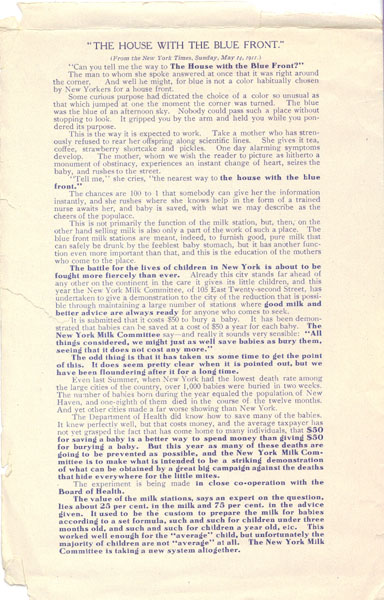 "THE HOUSE WITH THE BLUE FRONT."
(From the New York Times, Sunday, May 14, 1911.)
"Can you tell me the way to The House with the Blue Front?"
The man to whom she spoke answered at once that it was right around
the corner. And well he might, for blue is not a color habitually chosen
by New Yorkers for a house front.
Some curious purpose had dictated the choice of a color so unusual as
that which jumped at one the moment the corner was turned. The blue
was the blue of an afternoon sky. Nobody could pass such a place without
stopping to look. It gripped you by the arm and held you while you pon-
dered its purpose.
This is the way it is expected to work. Take a mother who has stren-
uously refused to rear her offspring along scientific lines. She gives it tea,
coffee, strawberry shortcake and pickles. One day alarming symptoms
develop. The mother, whom we wish the reader to picture as hitherto a
monument of obstinacy, experiences an instant change of heart, seizes the
baby, and rushes to the street.
"Tell me," she cries, "the nearest way to the house with the blue
front."
The chances are 100 to 1 that somebody can give her the information
instantly, and she rushes where she knows help in the form of a trained
nurse awaits her, and baby is saved, with what we may describe as the
cheers of the populace.
This is not primarily the function of the milk station, but, then, on the
other hand selling milk is also only a part of the work of such a place. The
blue front milk stations are meant, indeed, to furnish good, pure milk that
can safely be drunk by the feeblest baby stomach, but it has another func-
tion even more important than that, and this is the education of the mothers
who come to the place.
The battle for the lives of children in New York is about to be
fought more fiercely than ever. Already this city stands far ahead of
any other on the continent in the care it gives its little children, and this
year the New York Milk Committee, of 105 East Twenty-second Street, has
undertaken to give a demonstration to the city of the reduction that is possi-
ble through maintaining a large number of stations where good milk and
better advice are always ready for anyone who comes to seek.
It is submitted that it costs $50 to bury a baby. It has been demon-
strated that babies can be saved at a cost of $50 a year for each baby. The
New York Milk Committee say—and really it sounds very sensible: "All
things considered, we might just as well save babies as bury them,
seeing that it does not cost any more."
The odd thing is that it has taken us some time to get the point
of this. It does seem pretty clear when it is pointed out, but we
have been floundering after it for a long time.
Even last Summer, when New York had the lowest death rate among
the large cities of the country, over 1,000 babies were buried in two weeks.
The number of babies born during the year equaled the population of New
Haven, and one-eighth of them died in the course of the twelve months.
And yet other cities made a far worse showing than New York.
The Department of Health did know how to save many of the babies.
It knew perfectly well, but that costs money, and the average taxpayer has
not yet grasped the fact that has come home to many individuals, that $50
for saving a baby is a better way to spend money than giving $50
for burying a baby. But this year as many of these deaths are
going to be prevented as possible, and the New York Milk Com-
mittee is to make what is intended to be a striking demonstration
of what can be obtained by a great big campaign against the deaths
that hide everywhere for the little mites.
The experiment is being made in close co-operation with the
Board of Health.
The value of the milk stations, says an expert on the question,
lies about 25 per cent. in the milk and 75 per cent. in the advice
given. It used to be the custom to prepare the milk for babies
according to a set formula, such and such for children under three
months old, and such and such for children a year old, etc. This
worked well enough for the "average" child, but unfortunately the
majority of children are not "average" at all. The New York Milk
Committee is taking a new system altogether.